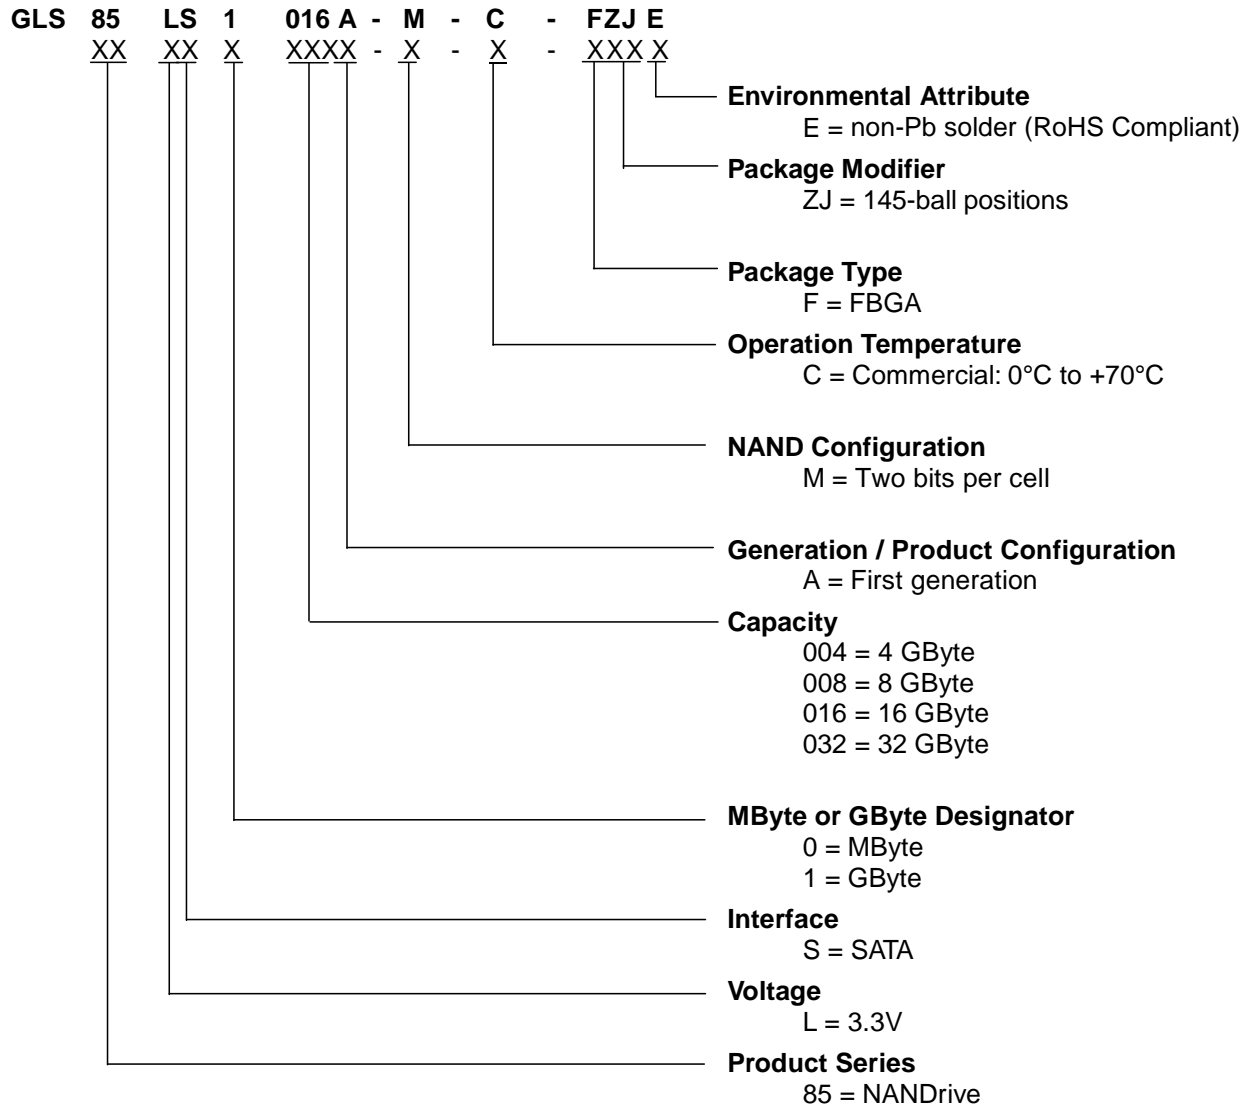 GLS 85 LS 1 016 A - M - C - FZJ E
XX XX X XXXX - X - X - XXX X
Environmental Attribute
E = non-Pb solder (RoHS Compliant)
Package Modifier
ZJ = 145-ball positions
Package Type
F = FBGA
Operation Temperature
C = Commercial: 0°C to +70°C
NAND Configuration
M = Two bits per cell
Generation / Product Configuration
A = First generation
Capacity
004 = 4 GByte
008 = 8 GByte
016 = 16 GByte
032 = 32 GByte
MByte or GByte Designator
0 = MByte
1 = GByte
Interface
S = SATA
Voltage
L = 3.3V
Product Series
85 = NANDrive